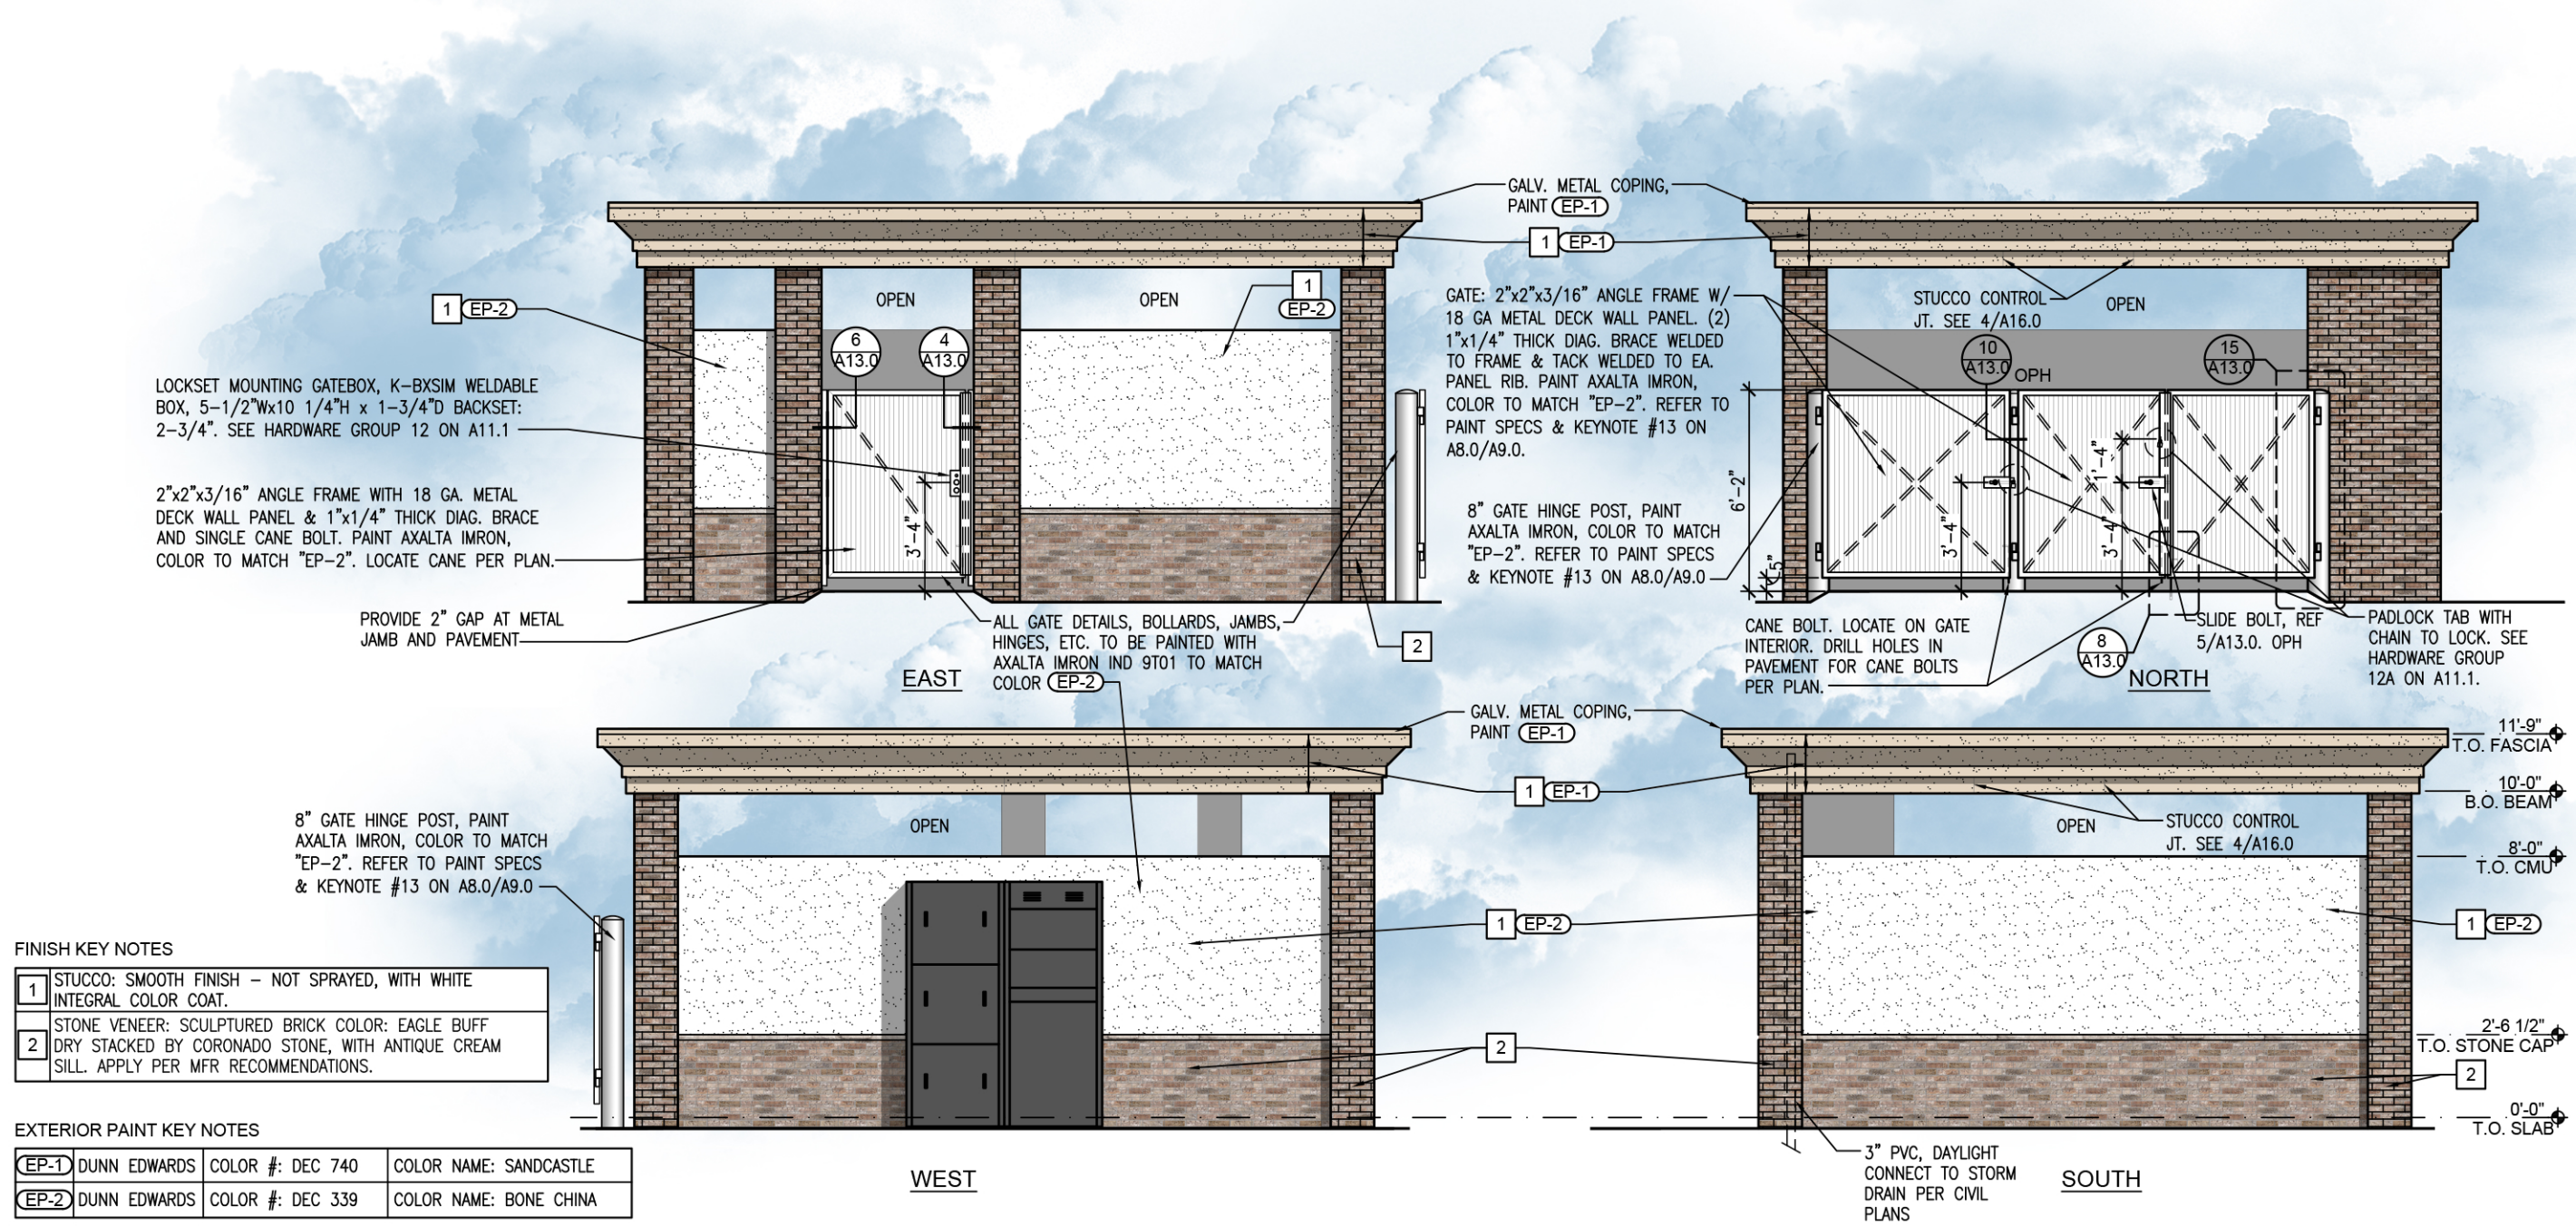 GALV. METAL COPING,
PAINT EP-1
1 EP-1
1 EP-2
OPEN
OPEN
1
EP-2
6
A13.0
4
A13.0
LOCKSET MOUNTING GATEBOX, K-BXSIM WELDABLE
BOX, 5-1/2"Wx10 1/4"H x 1-3/4"D BACKSET:
2-3/4". SEE HARDWARE GROUP 12 ON A11.1
2"x2"x3/16" ANGLE FRAME WITH 18 GA. METAL
DECK WALL PANEL & 1"x1/4" THICK DIAG. BRACE
AND SINGLE CANE BOLT. PAINT AXALTA IMRON,
COLOR TO MATCH "EP-2". LOCATE CANE PER PLAN.
3'-4"
PROVIDE 2" GAP AT METAL
JAMB AND PAVEMENT
ALL GATE DETAILS, BOLLARDS, JAMBS,
HINGES, ETC. TO BE PAINTED WITH
AXALTA IMRON IND 9T01 TO MATCH
COLOR EP-2
2
EAST
GATE: 2"x2"x3/16" ANGLE FRAME W/
18 GA METAL DECK WALL PANEL. (2)
1"x1/4" THICK DIAG. BRACE WELDED
TO FRAME & TACK WELDED TO EA.
PANEL RIB. PAINT AXALTA IMRON,
COLOR TO MATCH "EP-2". REFER TO
PAINT SPECS & KEYNOTE #13 ON
A8.0/A9.0.
8" GATE HINGE POST, PAINT
AXALTA IMRON, COLOR TO MATCH
"EP-2". REFER TO PAINT SPECS
& KEYNOTE #13 ON A8.0/A9.0
STUCCO CONTROL
JT. SEE 4/A16.0
OPEN
10
A13.0
OPH
15
A13.0
6'-2"
5"
3'-4"
1'-4"
3'-4"
CANE BOLT. LOCATE ON GATE
INTERIOR. DRILL HOLES IN
PAVEMENT FOR CANE BOLTS
PER PLAN.
8
A13.0
SLIDE BOLT, REF
5/A13.0. OPH
PADLOCK TAB WITH
CHAIN TO LOCK. SEE
HARDWARE GROUP
12A ON A11.1.
NORTH
GALV. METAL COPING,
PAINT EP-1
1 EP-1
OPEN
8" GATE HINGE POST, PAINT
AXALTA IMRON, COLOR TO MATCH
"EP-2". REFER TO PAINT SPECS
& KEYNOTE #13 ON A8.0/A9.0
1 EP-2
2
WEST
OPEN
STUCCO CONTROL
JT. SEE 4/A16.0
11'-9"
T.O. FASCIA
10'-0"
B.O. BEAM
8'-0"
T.O. CMU
1 EP-2
2'-6 1/2"
T.O. STONE CAP
2
0'-0"
T.O. SLAB
3" PVC, DAYLIGHT
CONNECT TO STORM
DRAIN PER CIVIL
PLANS
SOUTH
FINISH KEY NOTES
1 STUCCO: SMOOTH FINISH - NOT SPRAYED, WITH WHITE
INTEGRAL COLOR COAT.
2 STONE VENEER: SCULPTURED BRICK COLOR: EAGLE BUFF
DRY STACKED BY CORONADO STONE, WITH ANTIQUE CREAM
SILL. APPLY PER MFR RECOMMENDATIONS.
EXTERIOR PAINT KEY NOTES
EP-1 DUNN EDWARDS COLOR #: DEC 740 COLOR NAME: SANDCASTLE
EP-2 DUNN EDWARDS COLOR #: DEC 339 COLOR NAME: BONE CHINA